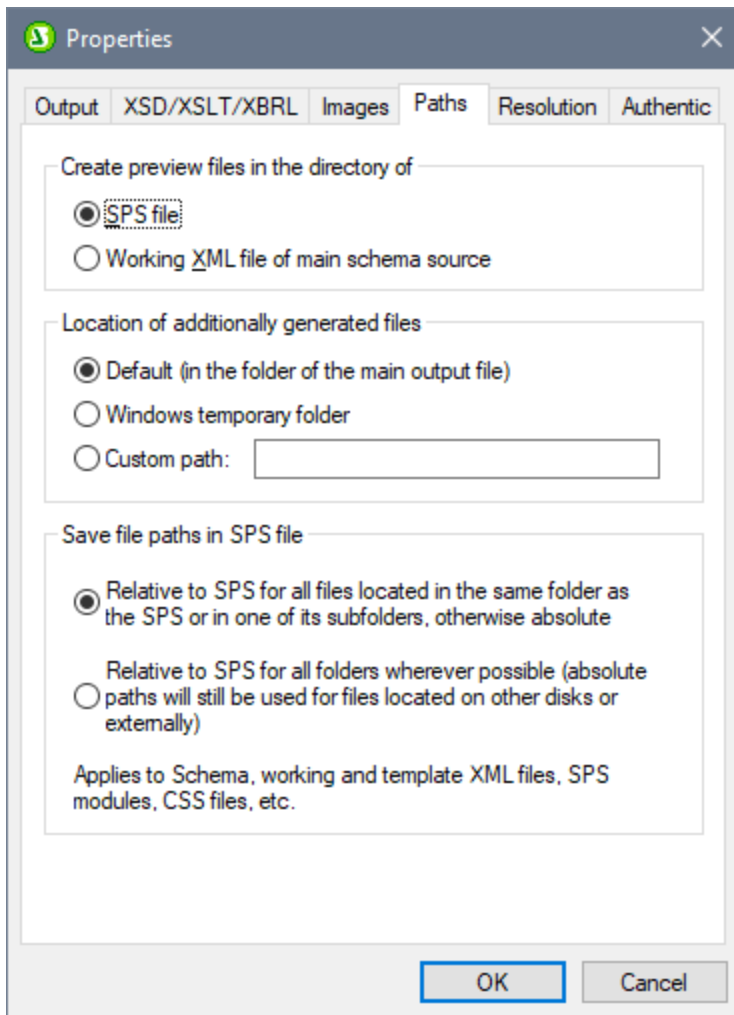 Properties
Output XSD/XSLT/XBRL Images Paths Resolution Authentic
Create preview files in the directory of
SPS file
Working XML file of main schema source
Location of additionally generated files
Default (in the folder of the main output file)
Windows temporary folder
Custom path:
Save file paths in SPS file
Relative to SPS for all files located in the same folder as
the SPS or in one of its subfolders, otherwise absolute
Relative to SPS for all folders wherever possible (absolute
paths will still be used for files located on other disks or
externally)
Applies to Schema, working and template XML files, SPS
modules, CSS files, etc.
OK Cancel